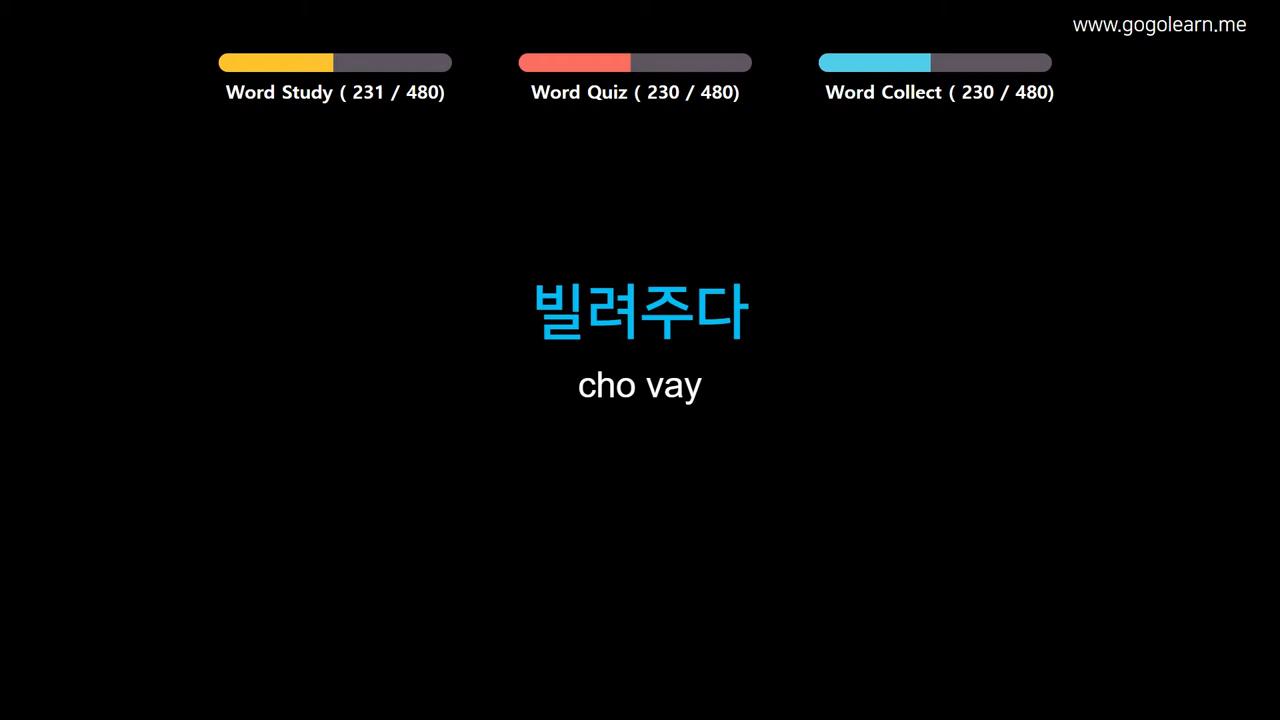 www.gogolearn.me
Word Study ( 231 / 480)
Word Quiz ( 230 / 480)
Word Collect ( 230 / 480)
빌려주다
cho vay